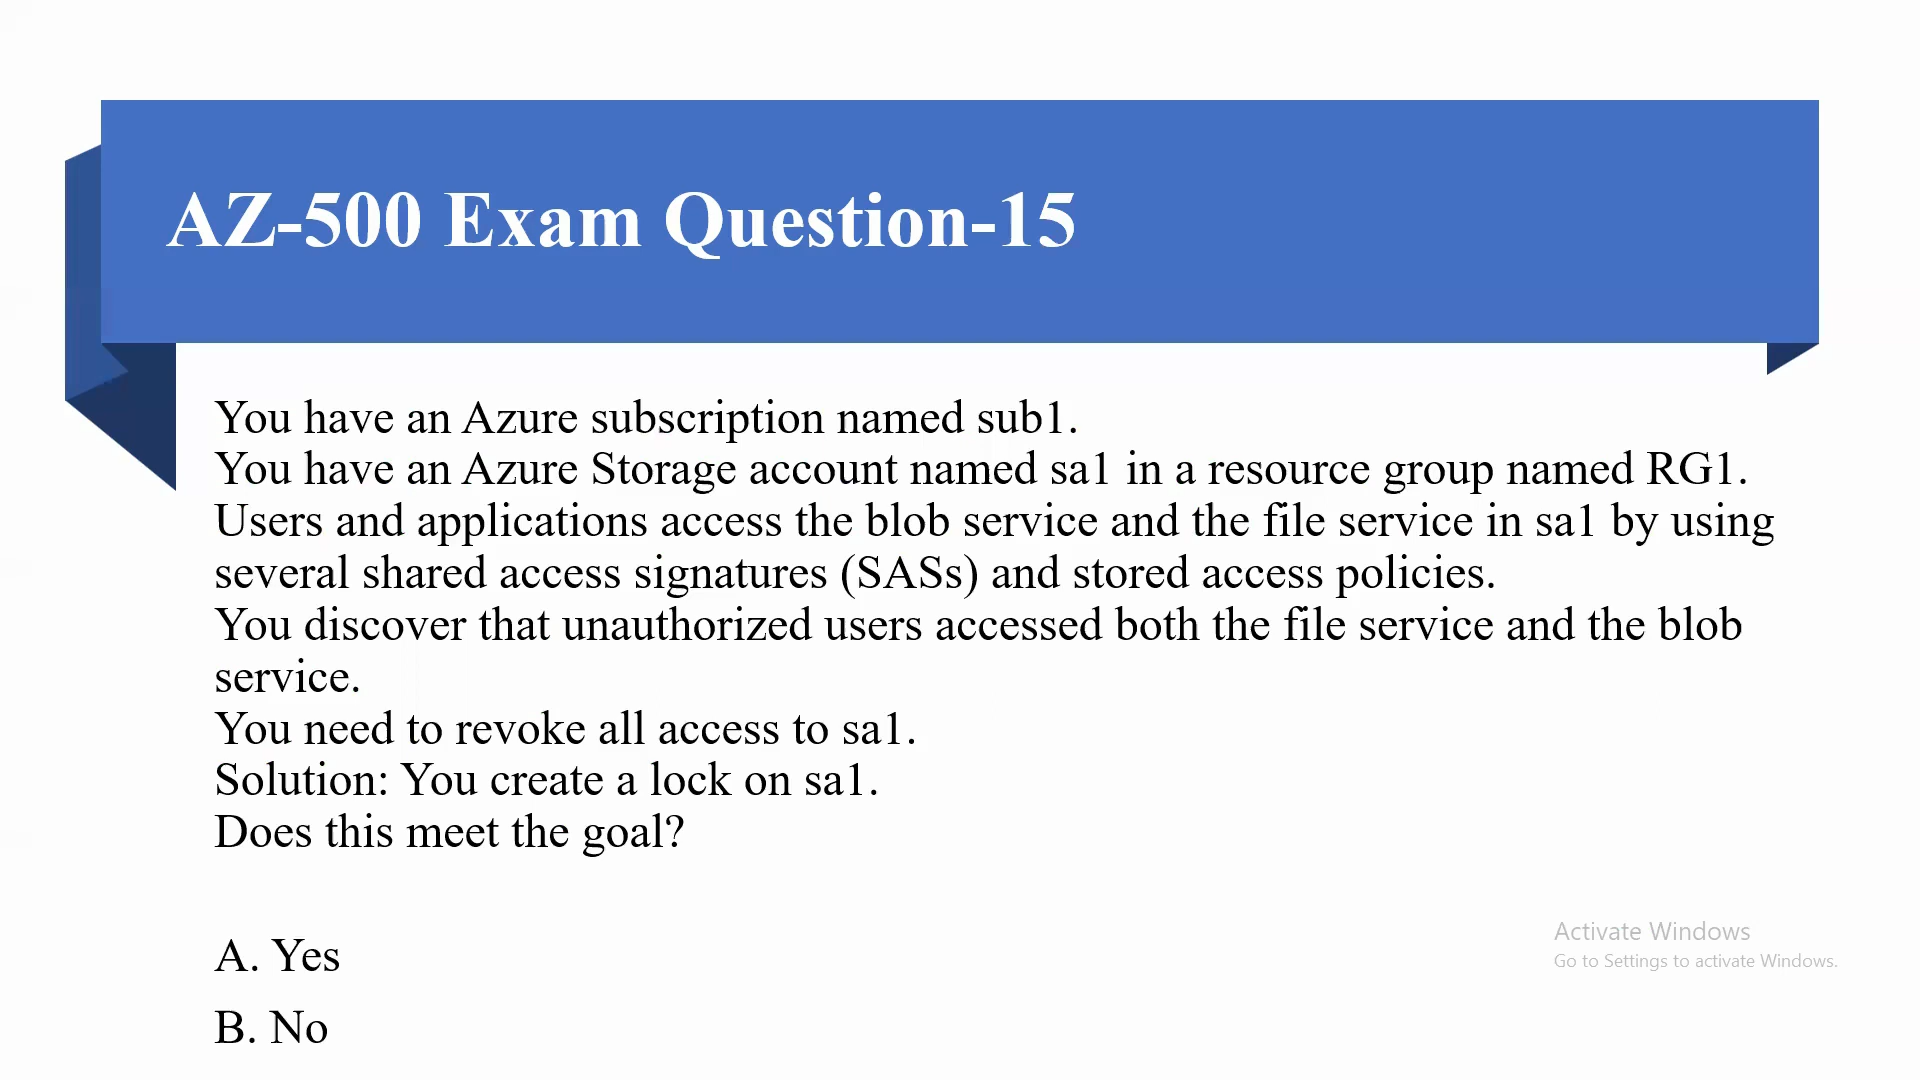 AZ-500 Exam Question-15
You have an Azure subscription named sub1.
You have an Azure Storage account named sa1 in a resource group named RG1.
Users and applications access the blob service and the file service in sa1 by using
several shared access signatures (SASs) and stored access policies.
You discover that unauthorized users accessed both the file service and the blob
service.
You need to revoke all access to sa1.
Solution: You create a lock on sa1.
Does this meet the goal?
A. Yes
B. No
Activate Windows
Go to Settings to activate Windows.